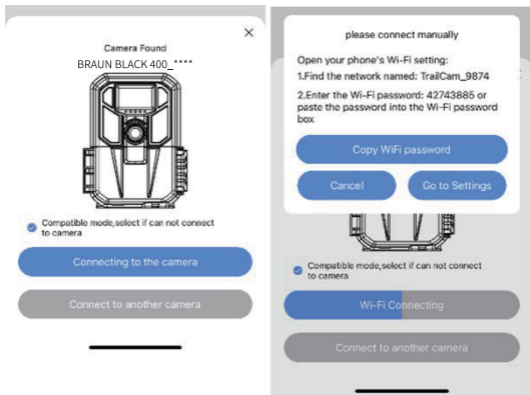 Camera Found
BRAUN BLACK 400_****
Compatible mode,select if can not connect
to camera
Connecting to the camera
Connect to another camera
please connect manually
Open your phone's Wi-Fi setting:
1.Find the network named: TrailCam_9874
2.Enter the Wi-Fi password: 42743885 or
paste the password into the Wi-Fi password
box
Copy WiFi password
Cancel
Go to Settings
Compatible mode,select if can not connect
to camera
Wi-Fi Connecting
Connect to another camera